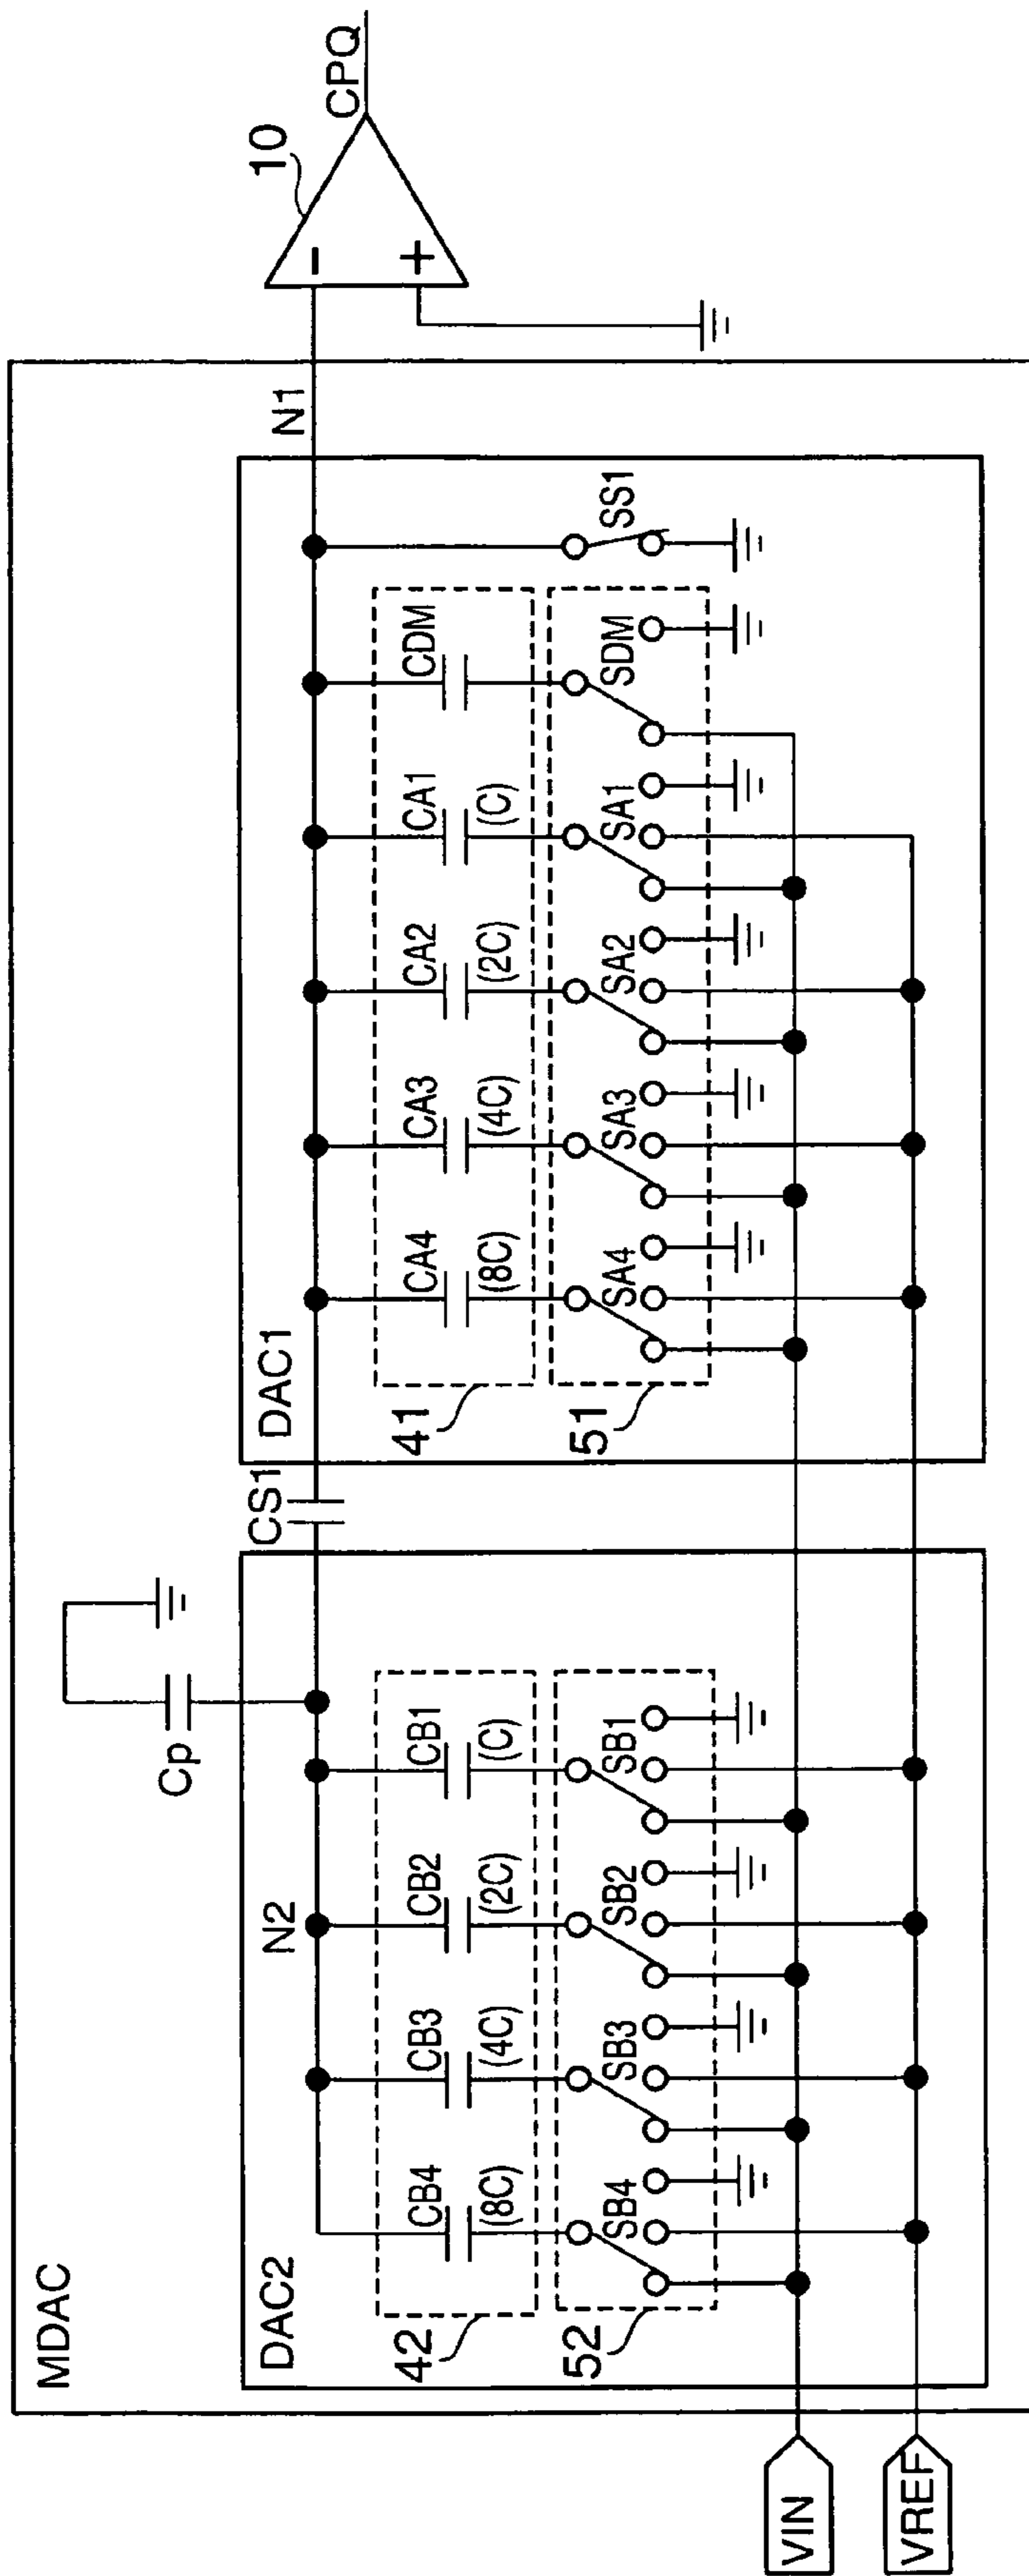 MDAC
CPQ
10
-
+
N1
DAC1
CS1
Cp
DAC2
N2
CB4
(8C)
CB3
(4C)
CB2
(2C)
CB1
(C)
42
SB4
SB3
SB2
SB1
52
CA4
(8C)
CA3
(4C)
CA2
(2C)
CA1
(C)
CDM
41
SA4
SA3
SA2
SA1
SDM
SS1
51
VIN
VREF